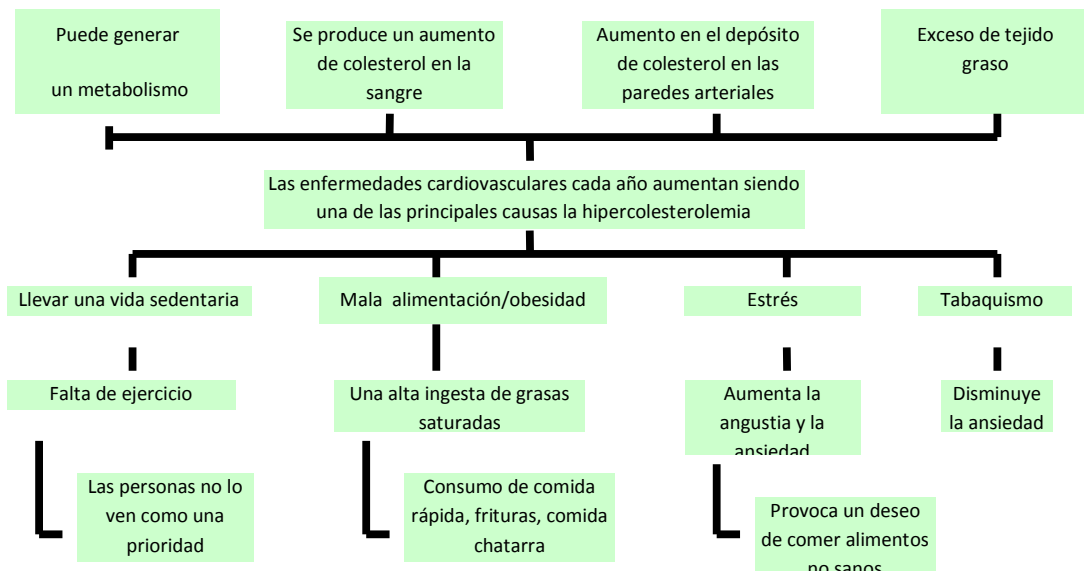 Puede generar
un metabolismo
Se produce un aumento
de colesterol en la
sangre
Aumento en el depósito
de colesterol en las
paredes arteriales
Exceso de tejido
graso
Las enfermedades cardiovasculares cada año aumentan siendo
una de las principales causas la hipercolesterolemia
Llevar una vida sedentaria
Mala alimentación/obesidad
Estrés
Tabaquismo
Falta de ejercicio
Una alta ingesta de grasas
saturadas
Aumenta la
angustia y la
ansiedad
Disminuye
la ansiedad
Las personas no lo
ven como una
prioridad
Consumo de comida
rápida, frituras, comida
chatarra
Provoca un deseo
de comer alimentos
no sanos